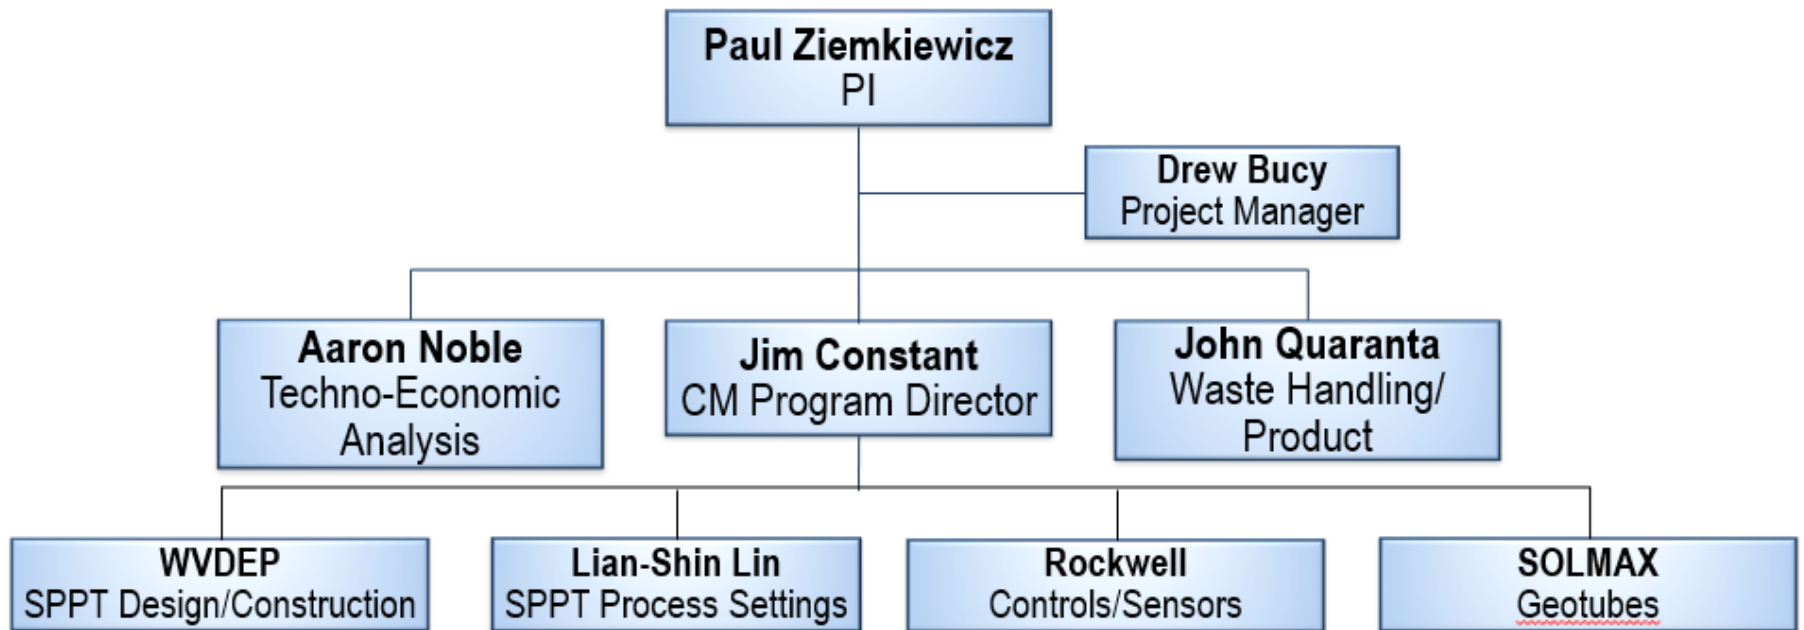 Paul Ziemkiewicz
PI
Drew Bucy
Project Manager
Aaron Noble
Techno-Economic
Analysis
Jim Constant
CM Program Director
John Quaranta
Waste Handling/
Product
WVDEP
SPPT Design/Construction
Lian-Shin Lin
SPPT Process Settings
Rockwell
Controls/Sensors
SOLMAX
Geotubes